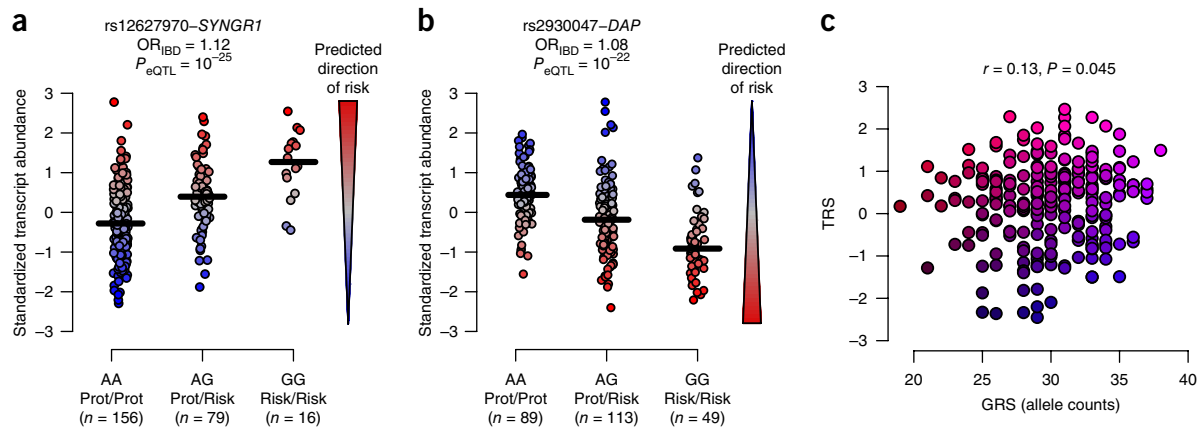 a
rs12627970–SYNGR1
OR_IBD = 1.12
P_eQTL = 10^−25
Predicted
direction
of risk
Standardized transcript abundance
3
2
1
0
−1
−2
−3
AA
Prot/Prot
(n = 156)
AG
Prot/Risk
(n = 79)
GG
Risk/Risk
(n = 16)
b
rs2930047–DAP
OR_IBD = 1.08
P_eQTL = 10^−22
Predicted
direction
of risk
Standardized transcript abundance
3
2
1
0
−1
−2
−3
AA
Prot/Prot
(n = 89)
AG
Prot/Risk
(n = 113)
GG
Risk/Risk
(n = 49)
c
r = 0.13, P = 0.045
TRS
3
2
1
0
−1
−2
−3
20
25
30
35
40
GRS (allele counts)